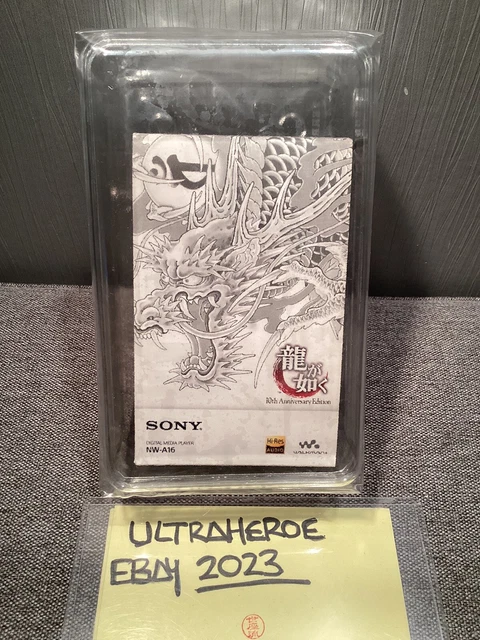 龍が
如く
10th Anniversary Edition
SONY
DIGITAL MEDIA PLAYER
NW-A16
Hi-Res
AUDIO
WALKMAN
ULTRAHEROE
EBAY 2023